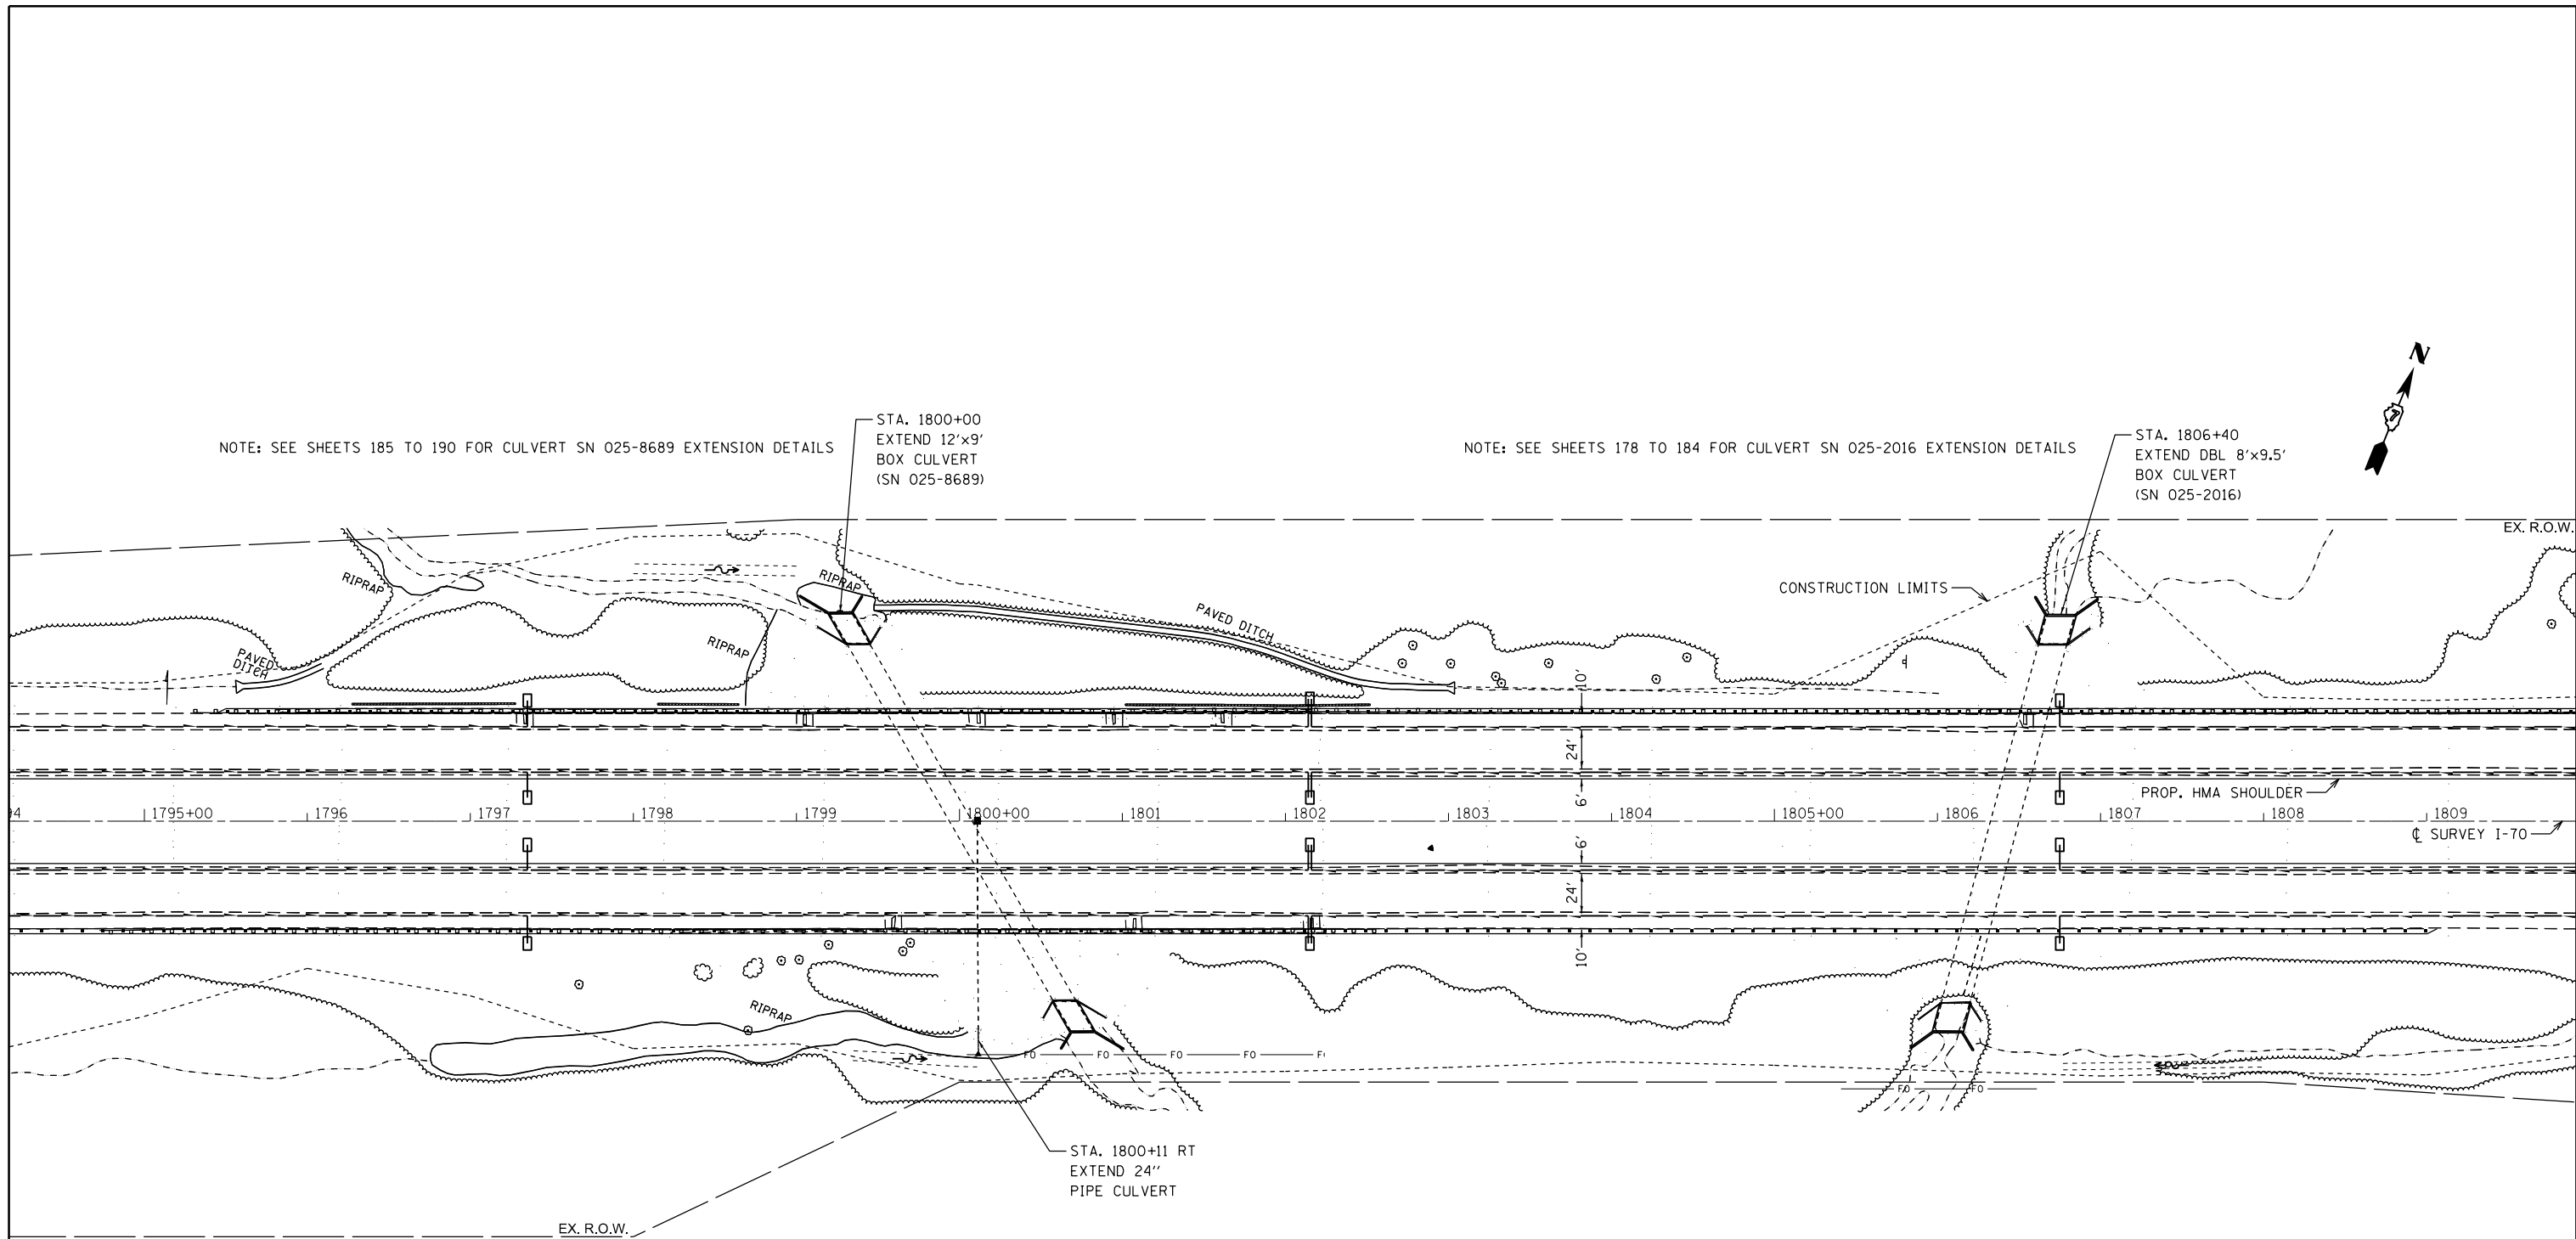 N
STA. 1800+00
EXTEND 12'x9'
BOX CULVERT
(SN 025-8689)
NOTE: SEE SHEETS 185 TO 190 FOR CULVERT SN 025-8689 EXTENSION DETAILS
NOTE: SEE SHEETS 178 TO 184 FOR CULVERT SN 025-2016 EXTENSION DETAILS
STA. 1806+40
EXTEND DBL 8'x9.5'
BOX CULVERT
(SN 025-2016)
EX. R.O.W.
RIPRAP
RIPRAP
CONSTRUCTION LIMITS
PAVED DITCH
RIPRAP
PAVED
DITCH
10'
24'
6'
PROP. HMA SHOULDER
94
1795+00
1796
1797
1798
1799
1800+00
1801
1802
1803
1804
1805+00
1806
1807
1808
1809
℄ SURVEY I-70
6'
24'
10'
RIPRAP
FO
FO
FO
FO
F
FO
FO
STA. 1800+11 RT
EXTEND 24''
PIPE CULVERT
EX. R.O.W.